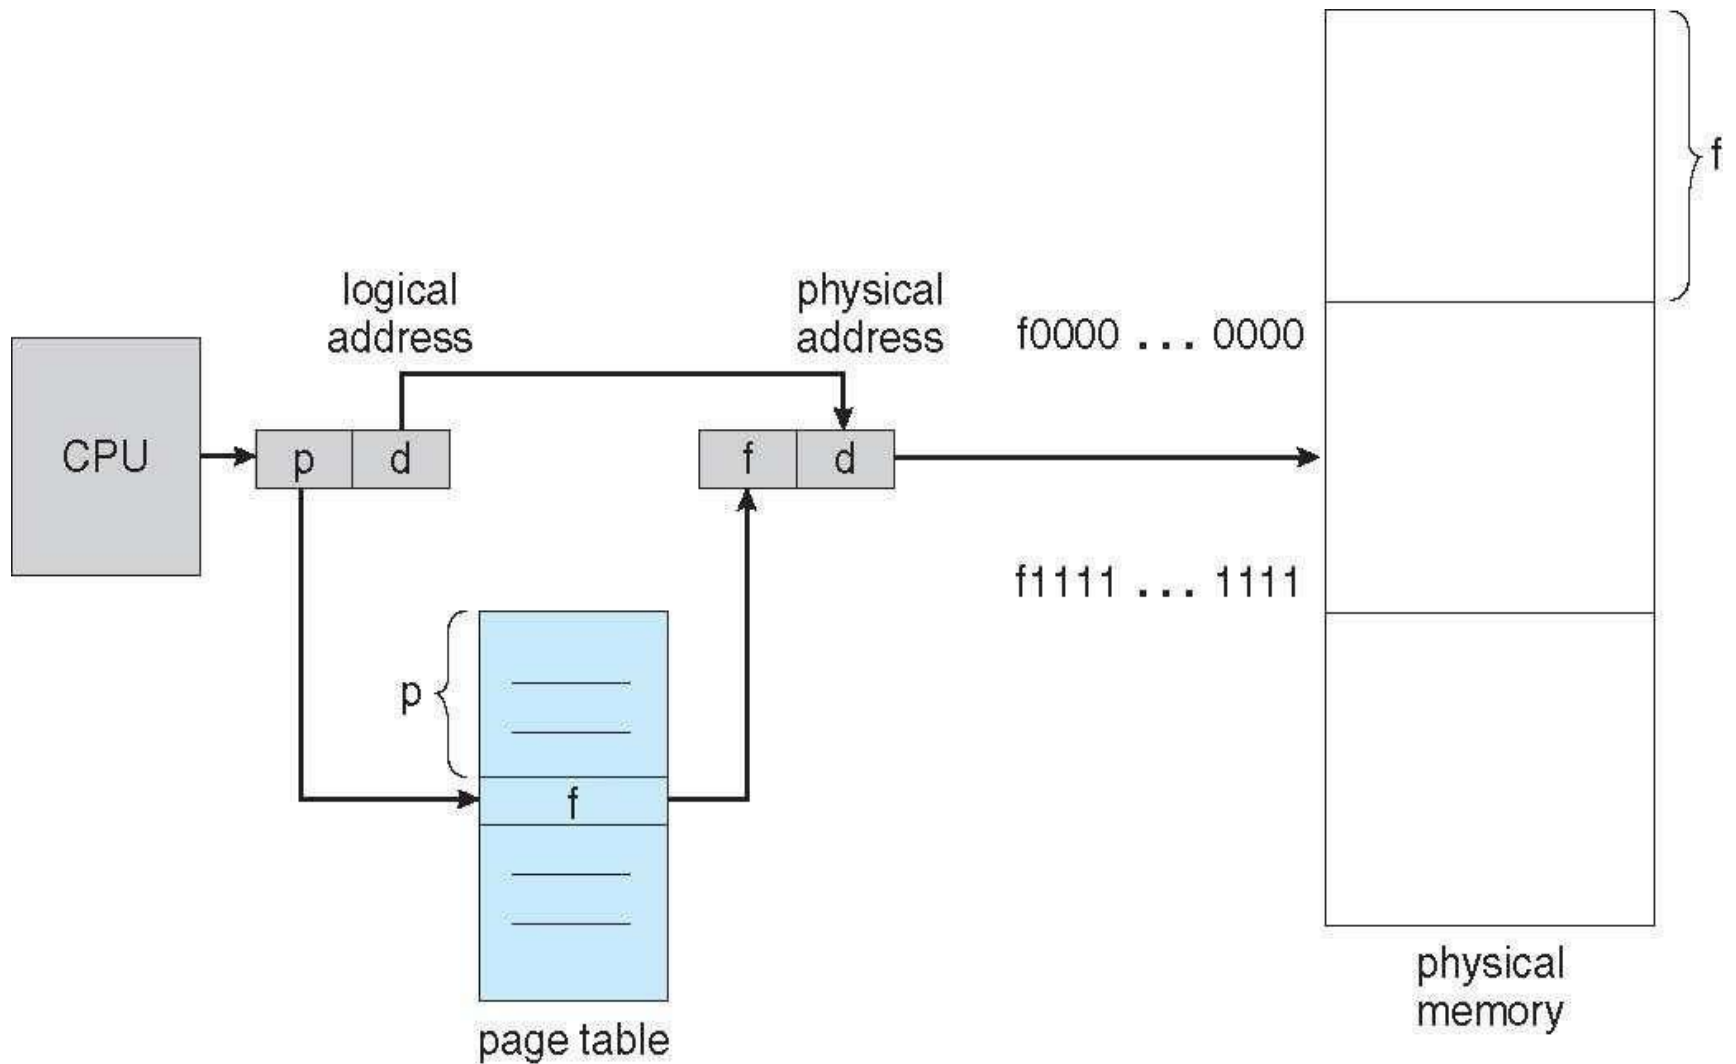 f
logical
address
physical
address
f0000 ... 0000
CPU
p
d
f
d
f1111 ... 1111
p
f
physical
memory
page table